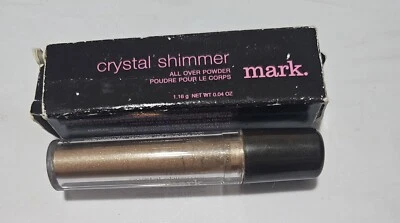 crystal shimmer
ALL OVER POWDER
POUDRE POUR LE CORPS
mark.
1.16 g NET WT 0.04 OZ